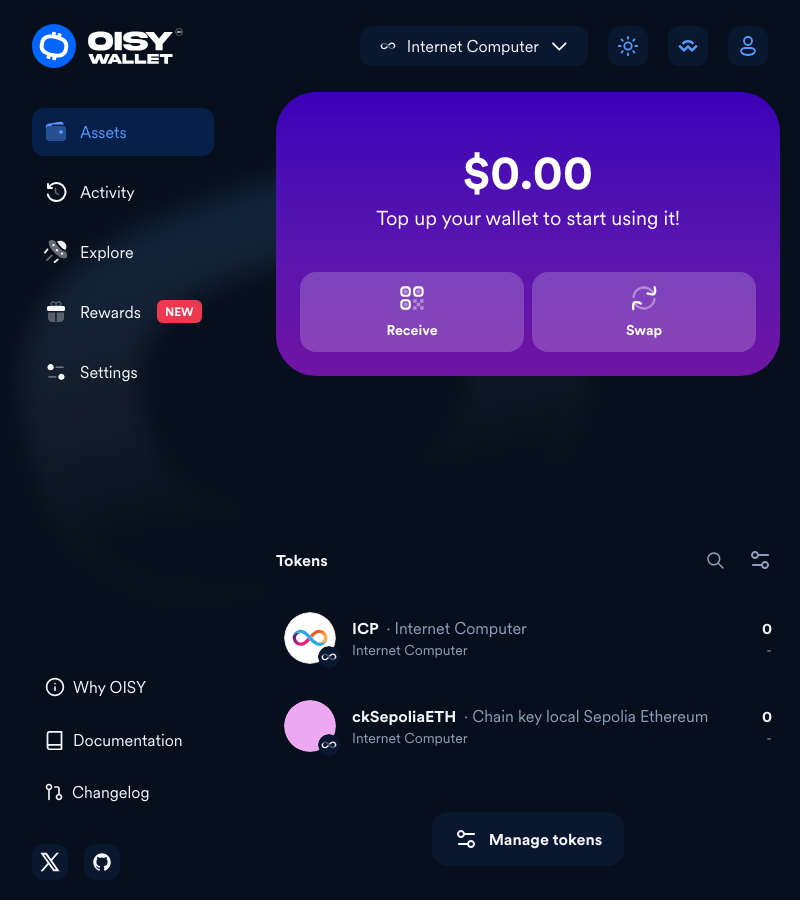 OISY
WALLET
Internet Computer
Assets
Activity
Explore
Rewards NEW
Settings
$0.00
Top up your wallet to start using it!
Receive
Swap
Tokens
ICP · Internet Computer 0
Internet Computer -
ckSepoliaETH · Chain key local Sepolia Ethereum 0
Internet Computer -
Manage tokens
Why OISY
Documentation
Changelog